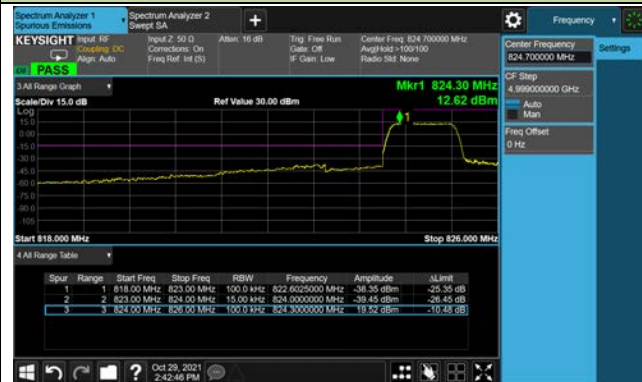 Spectrum Analyzer 1
Spurious Emissions
Spectrum Analyzer 2
Swept SA
+
Frequency
KEYSIGHT
Input: RF
Coupling: DC
Align: Auto
Input Z: 50 Ω
Corrections: On
Freq Ref: Int (S)
Atten: 16 dB
Trig: Free Run
Gate: Off
IF Gain: Low
Center Freq: 824.700000 MHz
Avg|Hold:>100/100
Radio Std: None
PASS
Center Frequency
824.700000 MHz
Settings
CF Step
4.999000000 GHz
Auto
Man
Freq Offset
0 Hz
3 All Range Graph
Mkr1 824.30 MHz
Scale/Div 15.0 dB
Ref Value 30.00 dBm
12.62 dBm
Log
15.0
0.00
-15.0
-30.0
-45.0
-60.0
-75.0
-90.0
-105
1
Start 818.000 MHz
Stop 826.000 MHz
4 All Range Table
Spur Range Start Freq Stop Freq RBW Frequency Amplitude ΔLimit
1 1 818.00 MHz 823.00 MHz 100.0 kHz 822.6025000 MHz -38.35 dBm -25.35 dB
2 2 823.00 MHz 824.00 MHz 15.00 kHz 824.0000000 MHz -39.45 dBm -26.45 dB
3 3 824.00 MHz 826.00 MHz 100.0 kHz 824.3000000 MHz 19.52 dBm -10.48 dB
?
Oct 29, 2021
2:42:46 PM